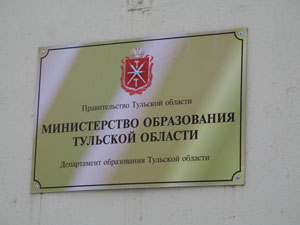 Правительство Тульской области
МИНИСТЕРСТВО ОБРАЗОВАНИЯ
ТУЛЬСКОЙ ОБЛАСТИ
Департамент образования Тульской области